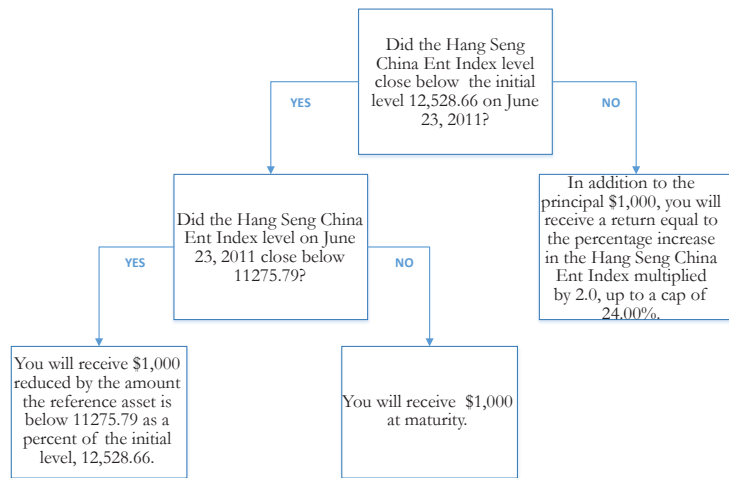 Did the Hang Seng
China Ent Index level
close below the initial
level 12,528.66 on June
23, 2011?
YES
NO
Did the Hang Seng China
Ent Index level on June
23, 2011 close below
11275.79?
In addition to the
principal $1,000, you will
receive a return equal to
the percentage increase
in the Hang Seng China
Ent Index multiplied
by 2.0, up to a cap of
24.00%.
YES
NO
You will receive $1,000
reduced by the amount
the reference asset is
below 11275.79 as a
percent of the initial
level, 12,528.66.
You will receive $1,000
at maturity.